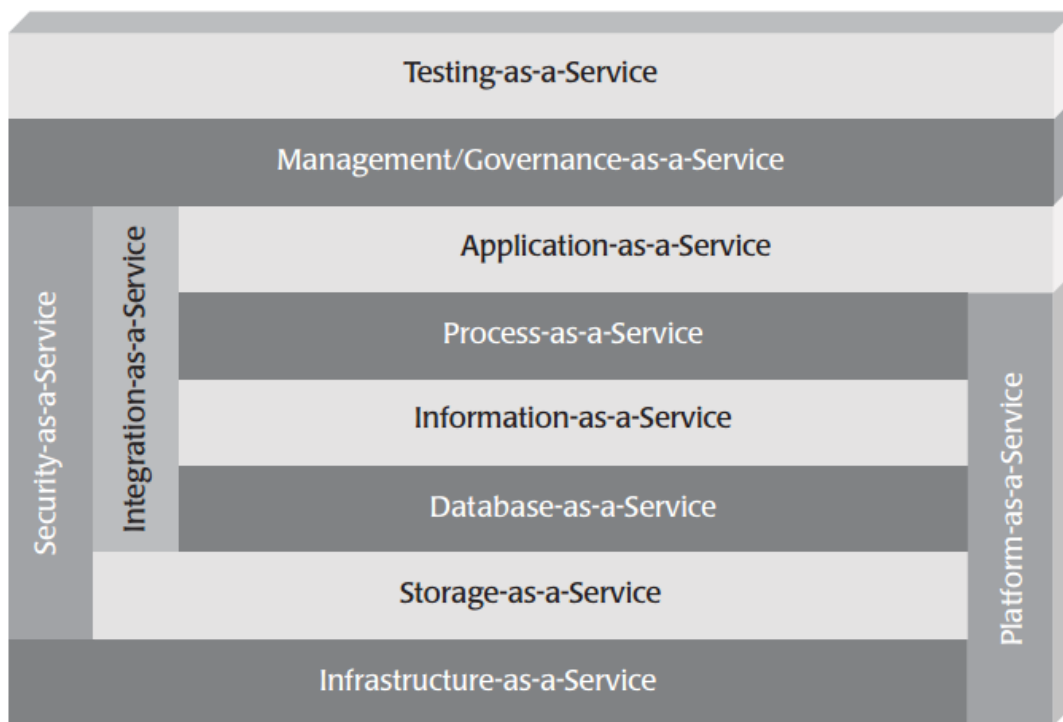 Testing-as-a-Service
Management/Governance-as-a-Service
Security-as-a-Service
Integration-as-a-Service
Application-as-a-Service
Process-as-a-Service
Information-as-a-Service
Database-as-a-Service
Storage-as-a-Service
Platform-as-a-Service
Infrastructure-as-a-Service